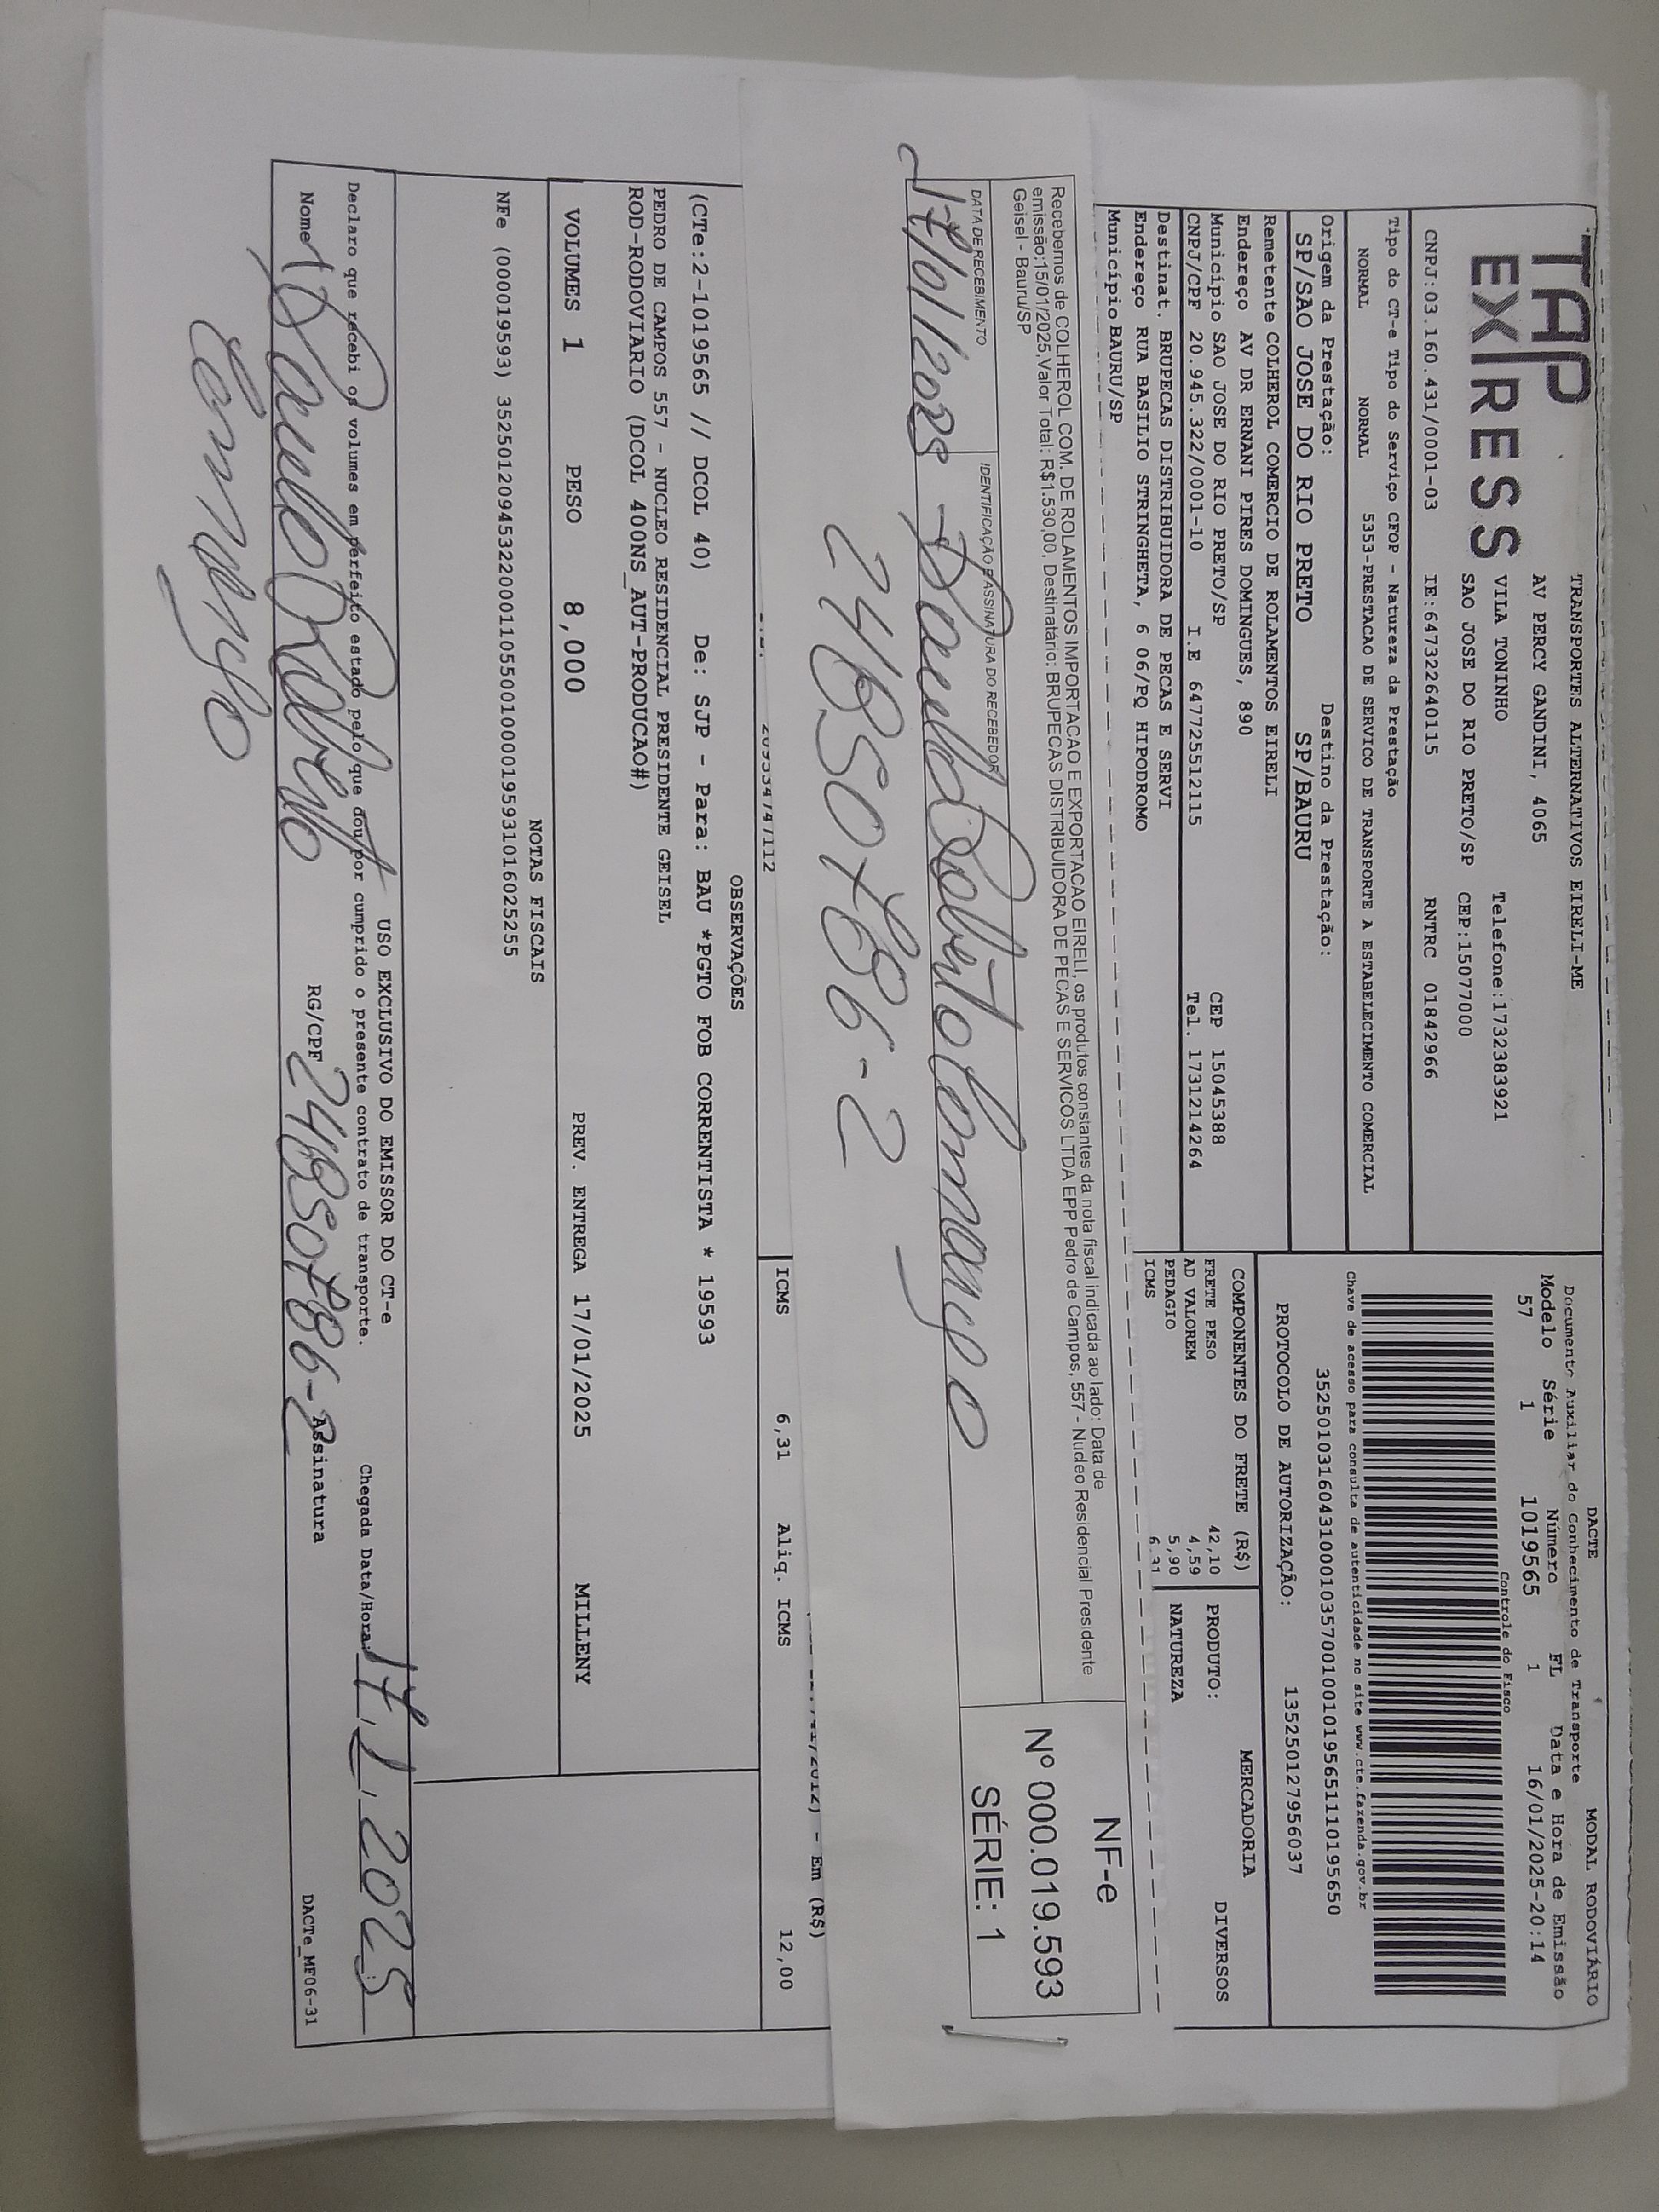 TAP
EXPRESS
TRANSPORTES ALTERNATIVOS EIRELI-ME
AV PERCY GANDINI, 4065
VILA TONINHO Telefone:1732383921
SAO JOSE DO RIO PRETO/SP CEP:15077000
CNPJ:03.160.431/0001-03 IE:647322640115 RNTRC 01842966
Tipo do CT-e Tipo do Serviço CFOP - Natureza da Prestação
NORMAL NORMAL 5353-PRESTACAO DE SERVICO DE TRANSPORTE A ESTABELECIMENTO COMERCIAL
Origem da Prestação: Destino da Prestação:
SP/SAO JOSE DO RIO PRETO SP/BAURU
Remetente COLHEROL COMERCIO DE ROLAMENTOS EIRELI
Endereço AV DR ERNANI PIRES DOMINGUES, 890
Município SAO JOSE DO RIO PRETO/SP CEP 15045388
CNPJ/CPF 20.945.322/0001-10 I.E 647725512115 Tel. 1731214264
Destinat. BRUPECAS DISTRIBUIDORA DE PECAS E SERVI
Endereço RUA BASILIO STRINGHETA, 6 06/PQ HIPODROMO
Município BAURU/SP
DACTE MODAL RODOVIÁRIO
Documento Auxiliar do Conhecimento de Transporte
Modelo Série Número FL Data e Hora de Emissão
57 1 1019565 1 16/01/2025-20:14
Controle do Fisco
Chave de acesso para consulta de autenticidade no site www.cte.fazenda.gov.br
35250103160431000103570010010195651110195650
PROTOCOLO DE AUTORIZAÇÃO: 135250127956037
COMPONENTES DO FRETE (R$) MERCADORIA
FRETE PESO 42,10 PRODUTO: DIVERSOS
AD VALOREM 4,59
PEDAGIO 5,90 NATUREZA
ICMS 6,31
Recebemos de COLHEROL COM. DE ROLAMENTOS IMPORTACAO E EXPORTACAO EIRELI, os produtos constantes da nota fiscal indicada ao lado: Data de
emissão:15/01/2025,Valor Total: R$1.530,00, Destinatário: BRUPECAS DISTRIBUIDORA DE PECAS E SERVICOS LTDA EPP Pedro de Campos, 557 - Nucleo Residencial Presidente
Geisel - Bauru/SP
DATA DE RECEBIMENTO IDENTIFICAÇÃO E ASSINATURA DO RECEBEDOR
17/01/2025 Paulo Roberto Camargo
24850786-2
NF-e
Nº 000.019.593
SÉRIE: 1
- Em (R$)
ICMS 6,31 Aliq. ICMS 12,00
OBSERVAÇÕES
(CTe:2-1019565 // DCOL 40) De: SJP - Para: BAU *PGTO FOB CORRENTISTA * 19593
PEDRO DE CAMPOS 557 - NUCLEO RESIDENCIAL PRESIDENTE GEISEL
ROD-RODOVIARIO (DCOL 400NS_AUT-PRODUCAO#)
VOLUMES 1 PESO 8,000 PREV. ENTREGA 17/01/2025 MILLENY
NOTAS FISCAIS
NFe (000019593) 35250120945322000110550010000195931016025255
USO EXCLUSIVO DO EMISSOR DO CT-e
Declaro que recebi os volumes em perfeito estado pelo que dou por cumprido o presente contrato de transporte. Chegada Data/Hora: 17/1/2025
Nome Paulo Roberto RG/CPF 24850786-2 Assinatura
Camargo
DACTe_MF06-31